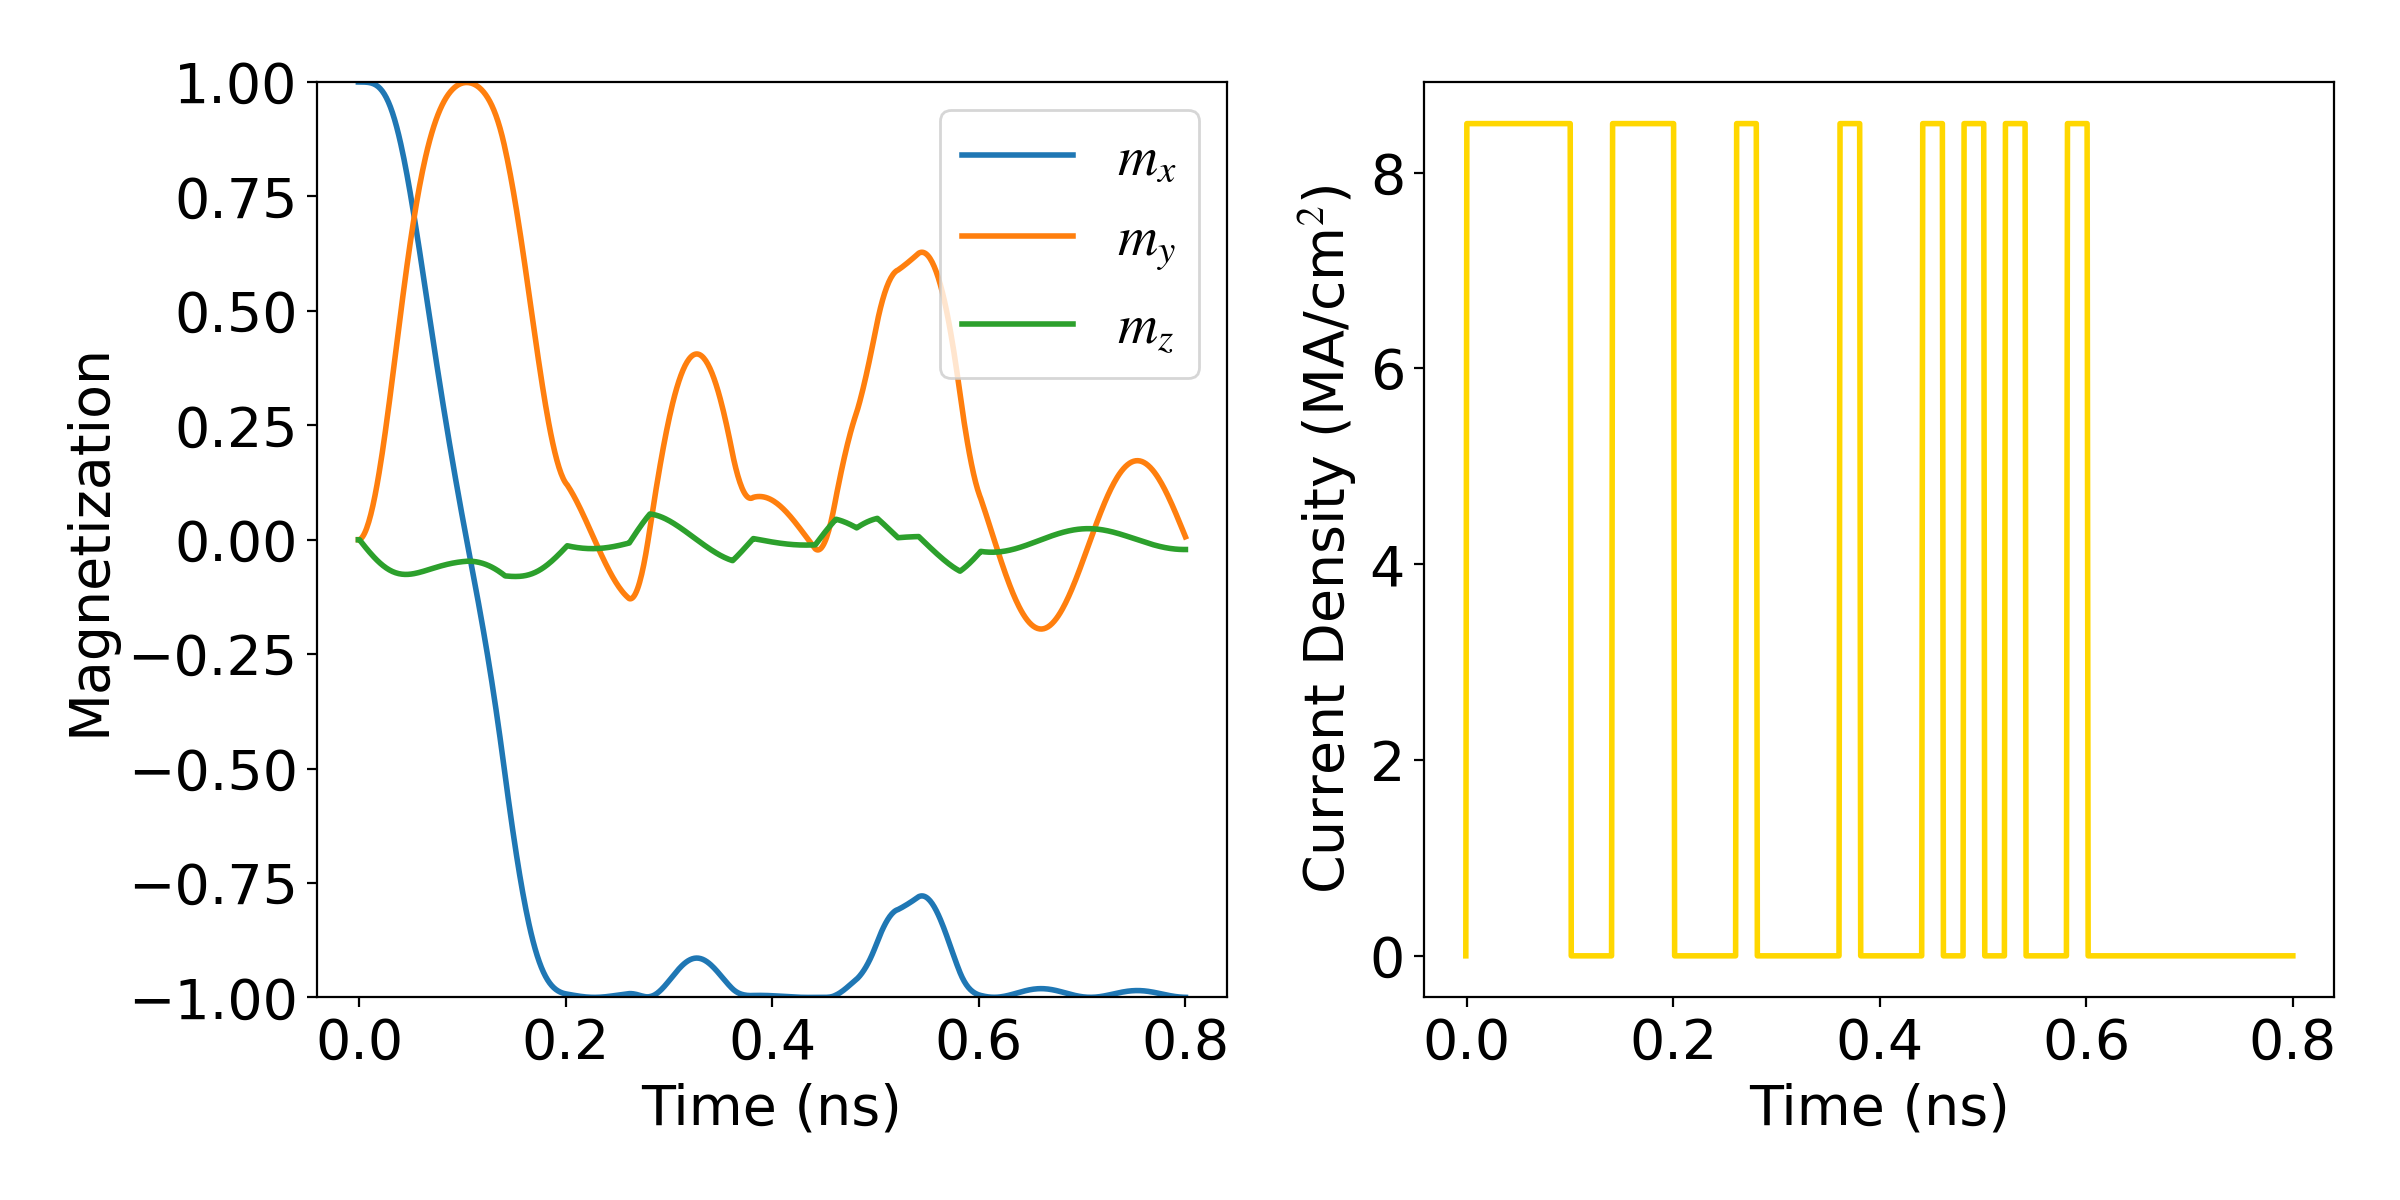 1.00
0.75
0.50
0.25
0.00
−0.25
−0.50
−0.75
−1.00
Magnetization
0.0 0.2 0.4 0.6 0.8
Time (ns)
m_x
m_y
m_z
8
6
4
2
0
Current Density (MA/cm²)
0.0 0.2 0.4 0.6 0.8
Time (ns)